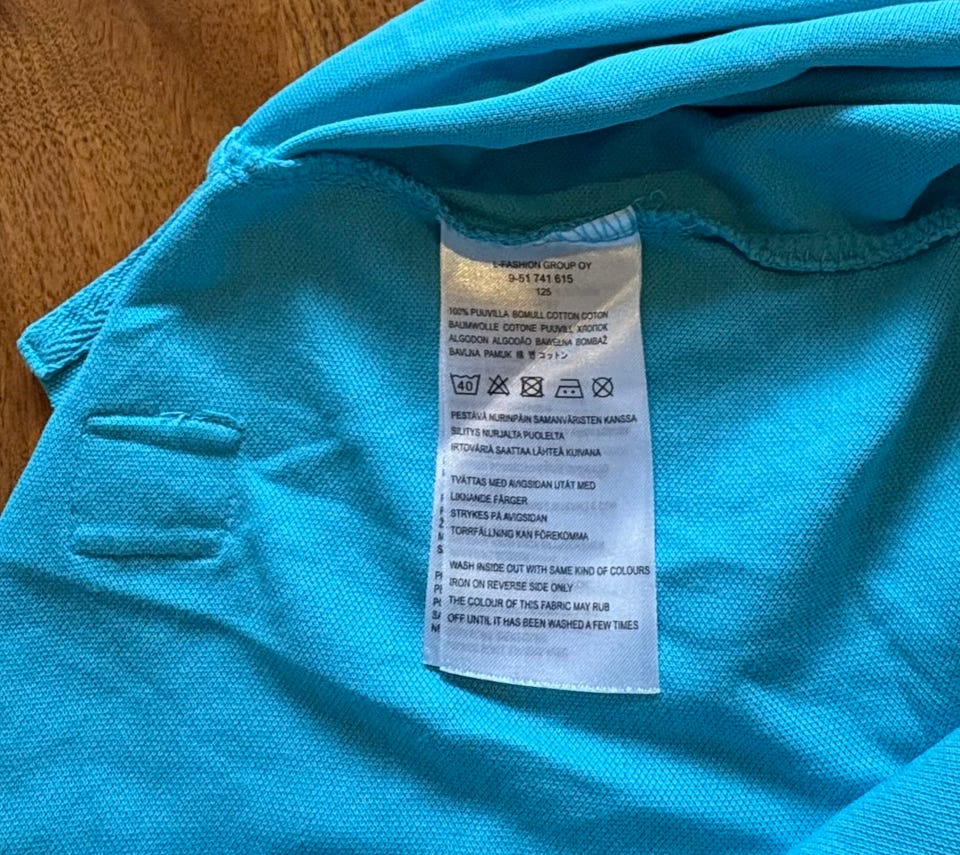 L-FASHION GROUP OY
9-51 741 615
125
100% PUUVILLA BOMULL COTTON COTON
BAUMWOLLE COTONE PUUVILL ХЛОПОК
ALGODON ALGODÃO BAWEŁNA BOMBAŽ
BAVLNA PAMUK 棉 면 コットン
40
PESTÄVÄ NURINPÄIN SAMANVÄRISTEN KANSSA
SILITYS NURJALTA PUOLELTA
IRTOVÄRIÄ SAATTAA LÄHTEÄ KUIVANA
TVÄTTAS MED AVIGSIDAN UTÅT MED
LIKNANDE FÄRGER
STRYKES PÅ AVIGSIDAN
TORRFÄLLNING KAN FÖREKOMMA
WASH INSIDE OUT WITH SAME KIND OF COLOURS
IRON ON REVERSE SIDE ONLY
THE COLOUR OF THIS FABRIC MAY RUB
OFF UNTIL IT HAS BEEN WASHED A FEW TIMES